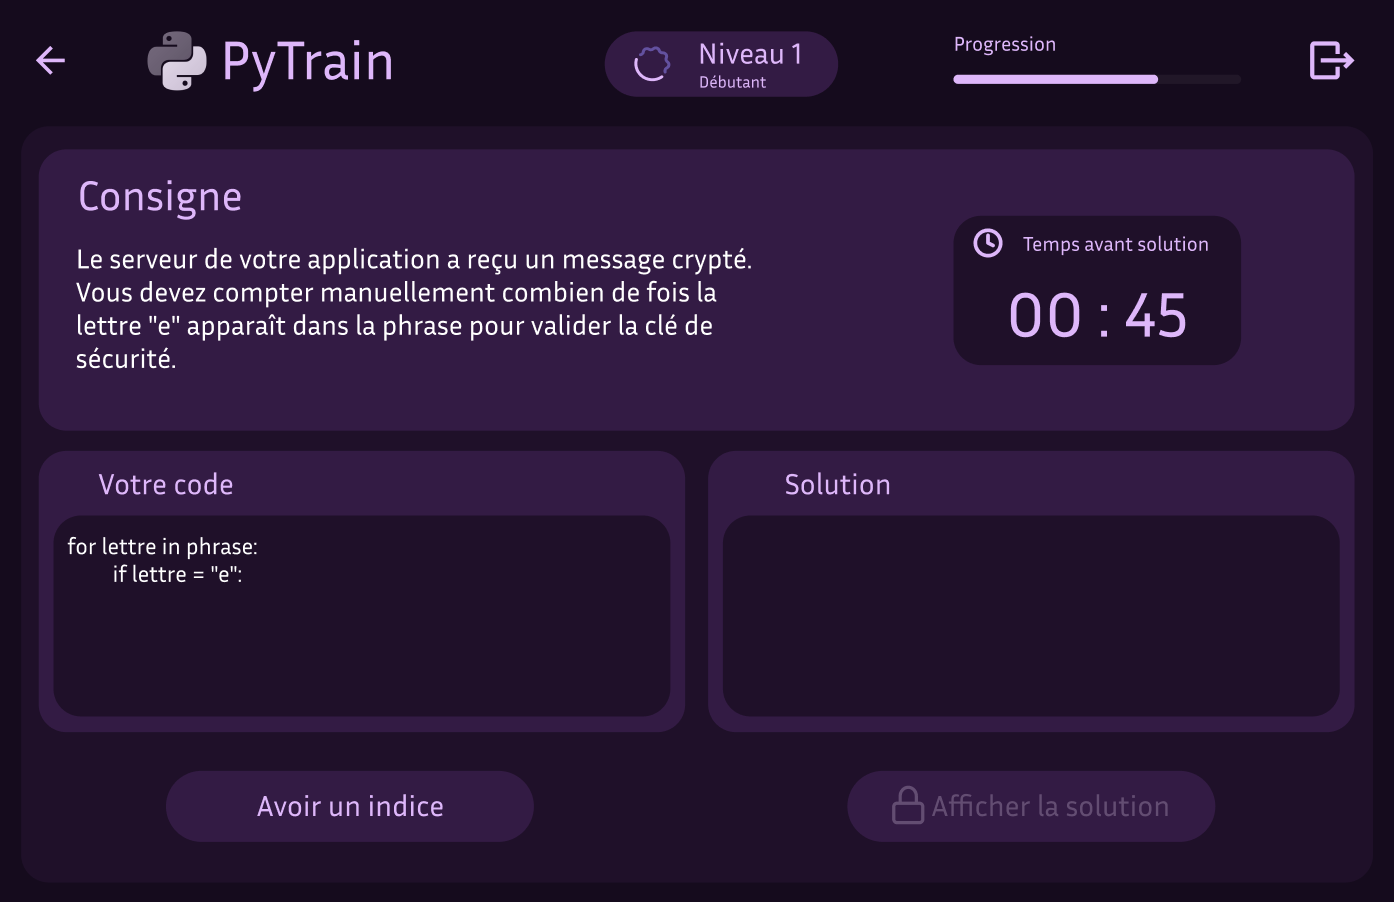 PyTrain
Niveau 1
Débutant
Progression
Consigne
Le serveur de votre application a reçu un message crypté.
Vous devez compter manuellement combien de fois la
lettre "e" apparaît dans la phrase pour valider la clé de
sécurité.
Temps avant solution
00 : 45
Votre code
for lettre in phrase:
if lettre = "e":
Solution
Avoir un indice
Afficher la solution